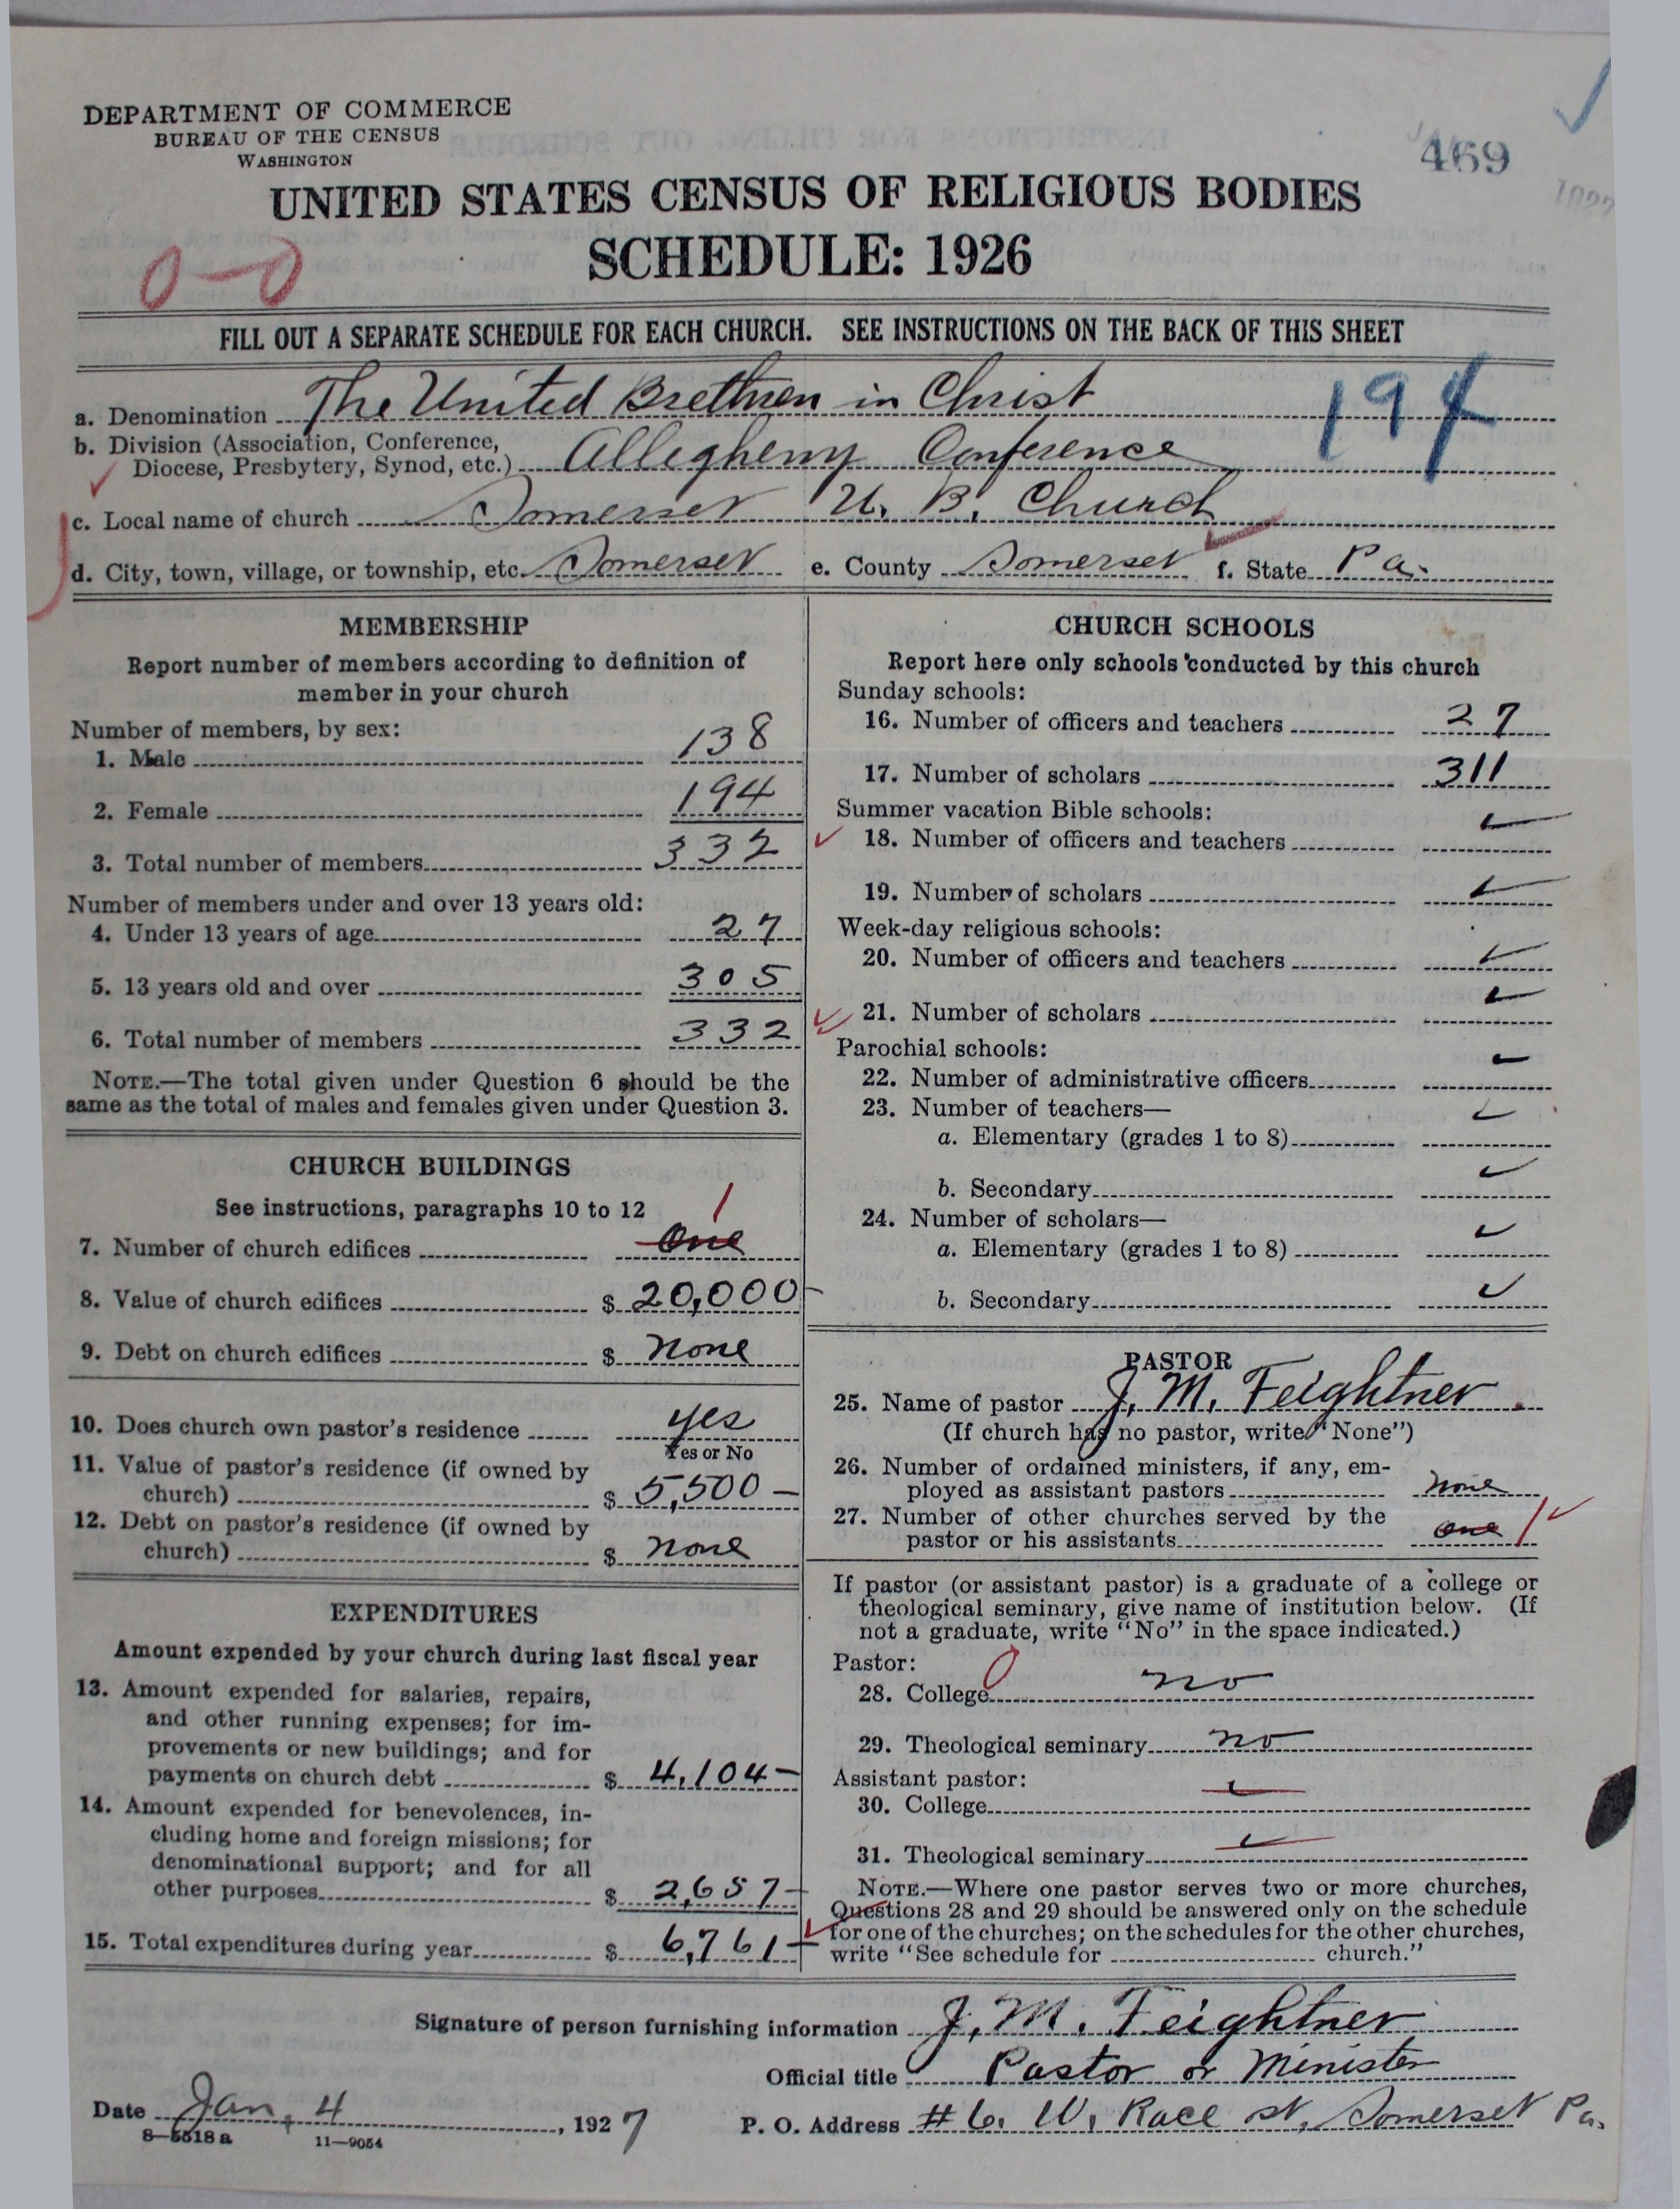 DEPARTMENT OF COMMERCE
BUREAU OF THE CENSUS
WASHINGTON
469
UNITED STATES CENSUS OF RELIGIOUS BODIES
SCHEDULE: 1926
0-0
FILL OUT A SEPARATE SCHEDULE FOR EACH CHURCH. SEE INSTRUCTIONS ON THE BACK OF THIS SHEET
a. Denomination The United Brethren in Christ
194
b. Division (Association, Conference,
Diocese, Presbytery, Synod, etc.) Allegheny Conference
c. Local name of church Somerset U. B. Church
d. City, town, village, or township, etc. Somerset e. County Somerset f. State Pa.
MEMBERSHIP
Report number of members according to definition of
member in your church
Number of members, by sex:
1. Male 138
2. Female 194
3. Total number of members 332
Number of members under and over 13 years old:
4. Under 13 years of age 27
5. 13 years old and over 305
6. Total number of members 332
NOTE.—The total given under Question 6 should be the
same as the total of males and females given under Question 3.
CHURCH BUILDINGS
See instructions, paragraphs 10 to 12
7. Number of church edifices One 1
8. Value of church edifices $ 20,000-
9. Debt on church edifices $ none
10. Does church own pastor's residence yes
Yes or No
11. Value of pastor's residence (if owned by
church) $ 5,500-
12. Debt on pastor's residence (if owned by
church) $ none
EXPENDITURES
Amount expended by your church during last fiscal year
13. Amount expended for salaries, repairs,
and other running expenses; for im-
provements or new buildings; and for
payments on church debt $ 4,104-
14. Amount expended for benevolences, in-
cluding home and foreign missions; for
denominational support; and for all
other purposes $ 2,657-
15. Total expenditures during year $ 6,761-
CHURCH SCHOOLS
Report here only schools conducted by this church
Sunday schools:
16. Number of officers and teachers 27
17. Number of scholars 311
Summer vacation Bible schools:
18. Number of officers and teachers
19. Number of scholars
Week-day religious schools:
20. Number of officers and teachers
21. Number of scholars
Parochial schools:
22. Number of administrative officers
23. Number of teachers—
a. Elementary (grades 1 to 8)
b. Secondary
24. Number of scholars—
a. Elementary (grades 1 to 8)
b. Secondary
PASTOR
25. Name of pastor J. M. Feightner
(If church has no pastor, write "None")
26. Number of ordained ministers, if any, em-
ployed as assistant pastors none
27. Number of other churches served by the
pastor or his assistants one 1
If pastor (or assistant pastor) is a graduate of a college or
theological seminary, give name of institution below. (If
not a graduate, write "No" in the space indicated.)
Pastor: 0
28. College no
29. Theological seminary no
Assistant pastor:
30. College
31. Theological seminary
NOTE.—Where one pastor serves two or more churches,
Questions 28 and 29 should be answered only on the schedule
for one of the churches; on the schedules for the other churches,
write "See schedule for church."
Signature of person furnishing information J. M. Feightner
Official title Pastor or Minister
Date Jan, 4, 1927 P. O. Address #6. W. Race st, Somerset Pa.
8-5518a 11-9054